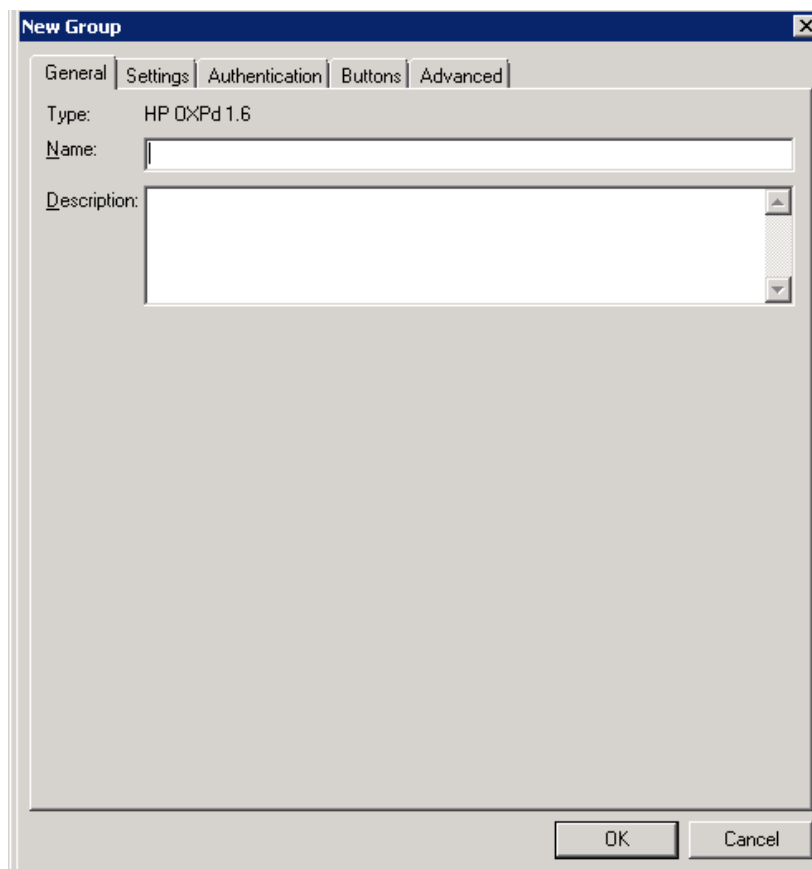 New Group
General Settings Authentication Buttons Advanced
Type: HP OXPd 1.6
Name:
Description:
OK Cancel